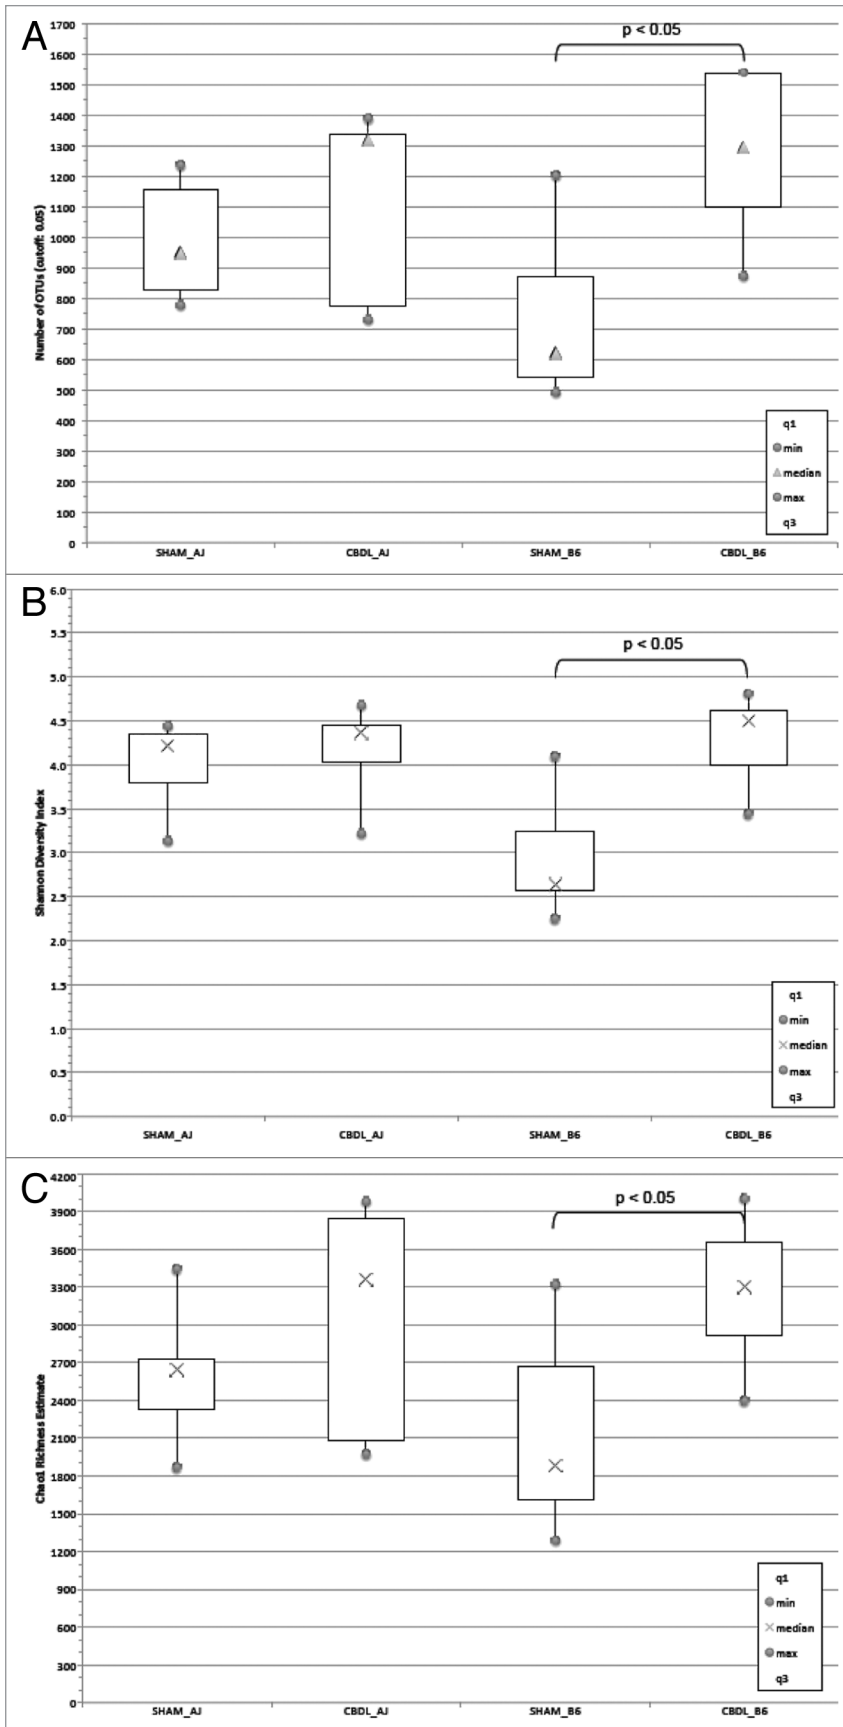 A
p < 0.05
Number of OTUs (cutoff: 0.05)
1700
1600
1500
1400
1300
1200
1100
1000
900
800
700
600
500
400
300
200
100
0
q1
min
median
max
q3
SHAM_AJ CBDL_AJ SHAM_B6 CBDL_B6
B
p < 0.05
Shannon Diversity Index
6.0
5.5
5.0
4.5
4.0
3.5
3.0
2.5
2.0
1.5
1.0
0.5
0.0
q1
min
median
max
q3
SHAM_AJ CBDL_AJ SHAM_B6 CBDL_B6
C
p < 0.05
Chao1 Richness Estimate
4200
3900
3600
3300
3000
2700
2400
2100
1800
1500
1200
900
600
300
0
q1
min
median
max
q3
SHAM_AJ CBDL_AJ SHAM_B6 CBDL_B6